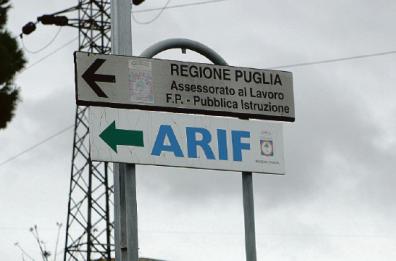 REGIONE PUGLIA
Assessorato al Lavoro
F.P. - Pubblica Istruzione
ARIF